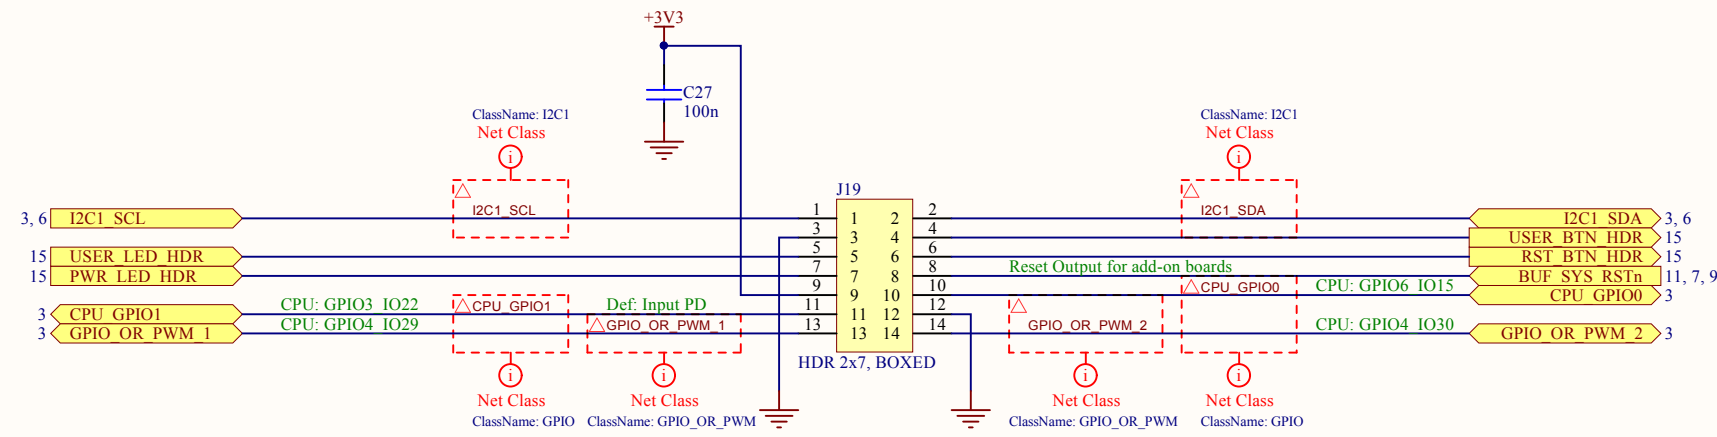 +3V3
C27
100n
ClassName: I2C1
Net Class
i
I2C1_SCL
ClassName: I2C1
Net Class
i
I2C1_SDA
J19
3, 6 I2C1_SCL 1 1 2 2 I2C1_SDA 3, 6
3 3 4 4 USER_BTN_HDR 15
15 USER_LED_HDR 5 5 6 6 RST_BTN_HDR 15
15 PWR_LED_HDR 7 7 8 8 Reset Output for add-on boards BUF_SYS_RSTn 11, 7, 9
9 9 10 10 CPU_GPIO0 CPU: GPIO6_IO15 CPU_GPIO0 3
3 CPU_GPIO1 CPU: GPIO3_IO22 CPU_GPIO1 Def: Input PD 11 11 12 12
3 GPIO_OR_PWM_1 CPU: GPIO4_IO29 GPIO_OR_PWM_1 13 13 14 14 GPIO_OR_PWM_2 CPU: GPIO4_IO30 GPIO_OR_PWM_2 3
HDR 2x7, BOXED
i
Net Class
ClassName: GPIO
i
Net Class
ClassName: GPIO_OR_PWM
i
Net Class
ClassName: GPIO_OR_PWM
i
Net Class
ClassName: GPIO